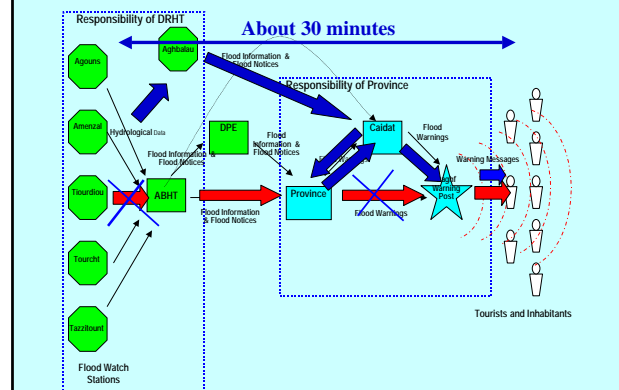 Responsibility of DRHT
About 30 minutes
Aghbalau
Agouns
Flood Information &
Flood Notices
Responsibility of Province
Amenzal
Hydrological Data
DPE
Caidat
Flood
Warnings
Flood
Information &
Flood Notices
Flood Information &
Flood Notices
Warning Messages
Tiourdiou
ABHT
Province
Warning
Post
Flood Information
& Flood Notices
Flood Warnings
Tourcht
Tazzitount
Tourists and Inhabitants
Flood Watch
Stations